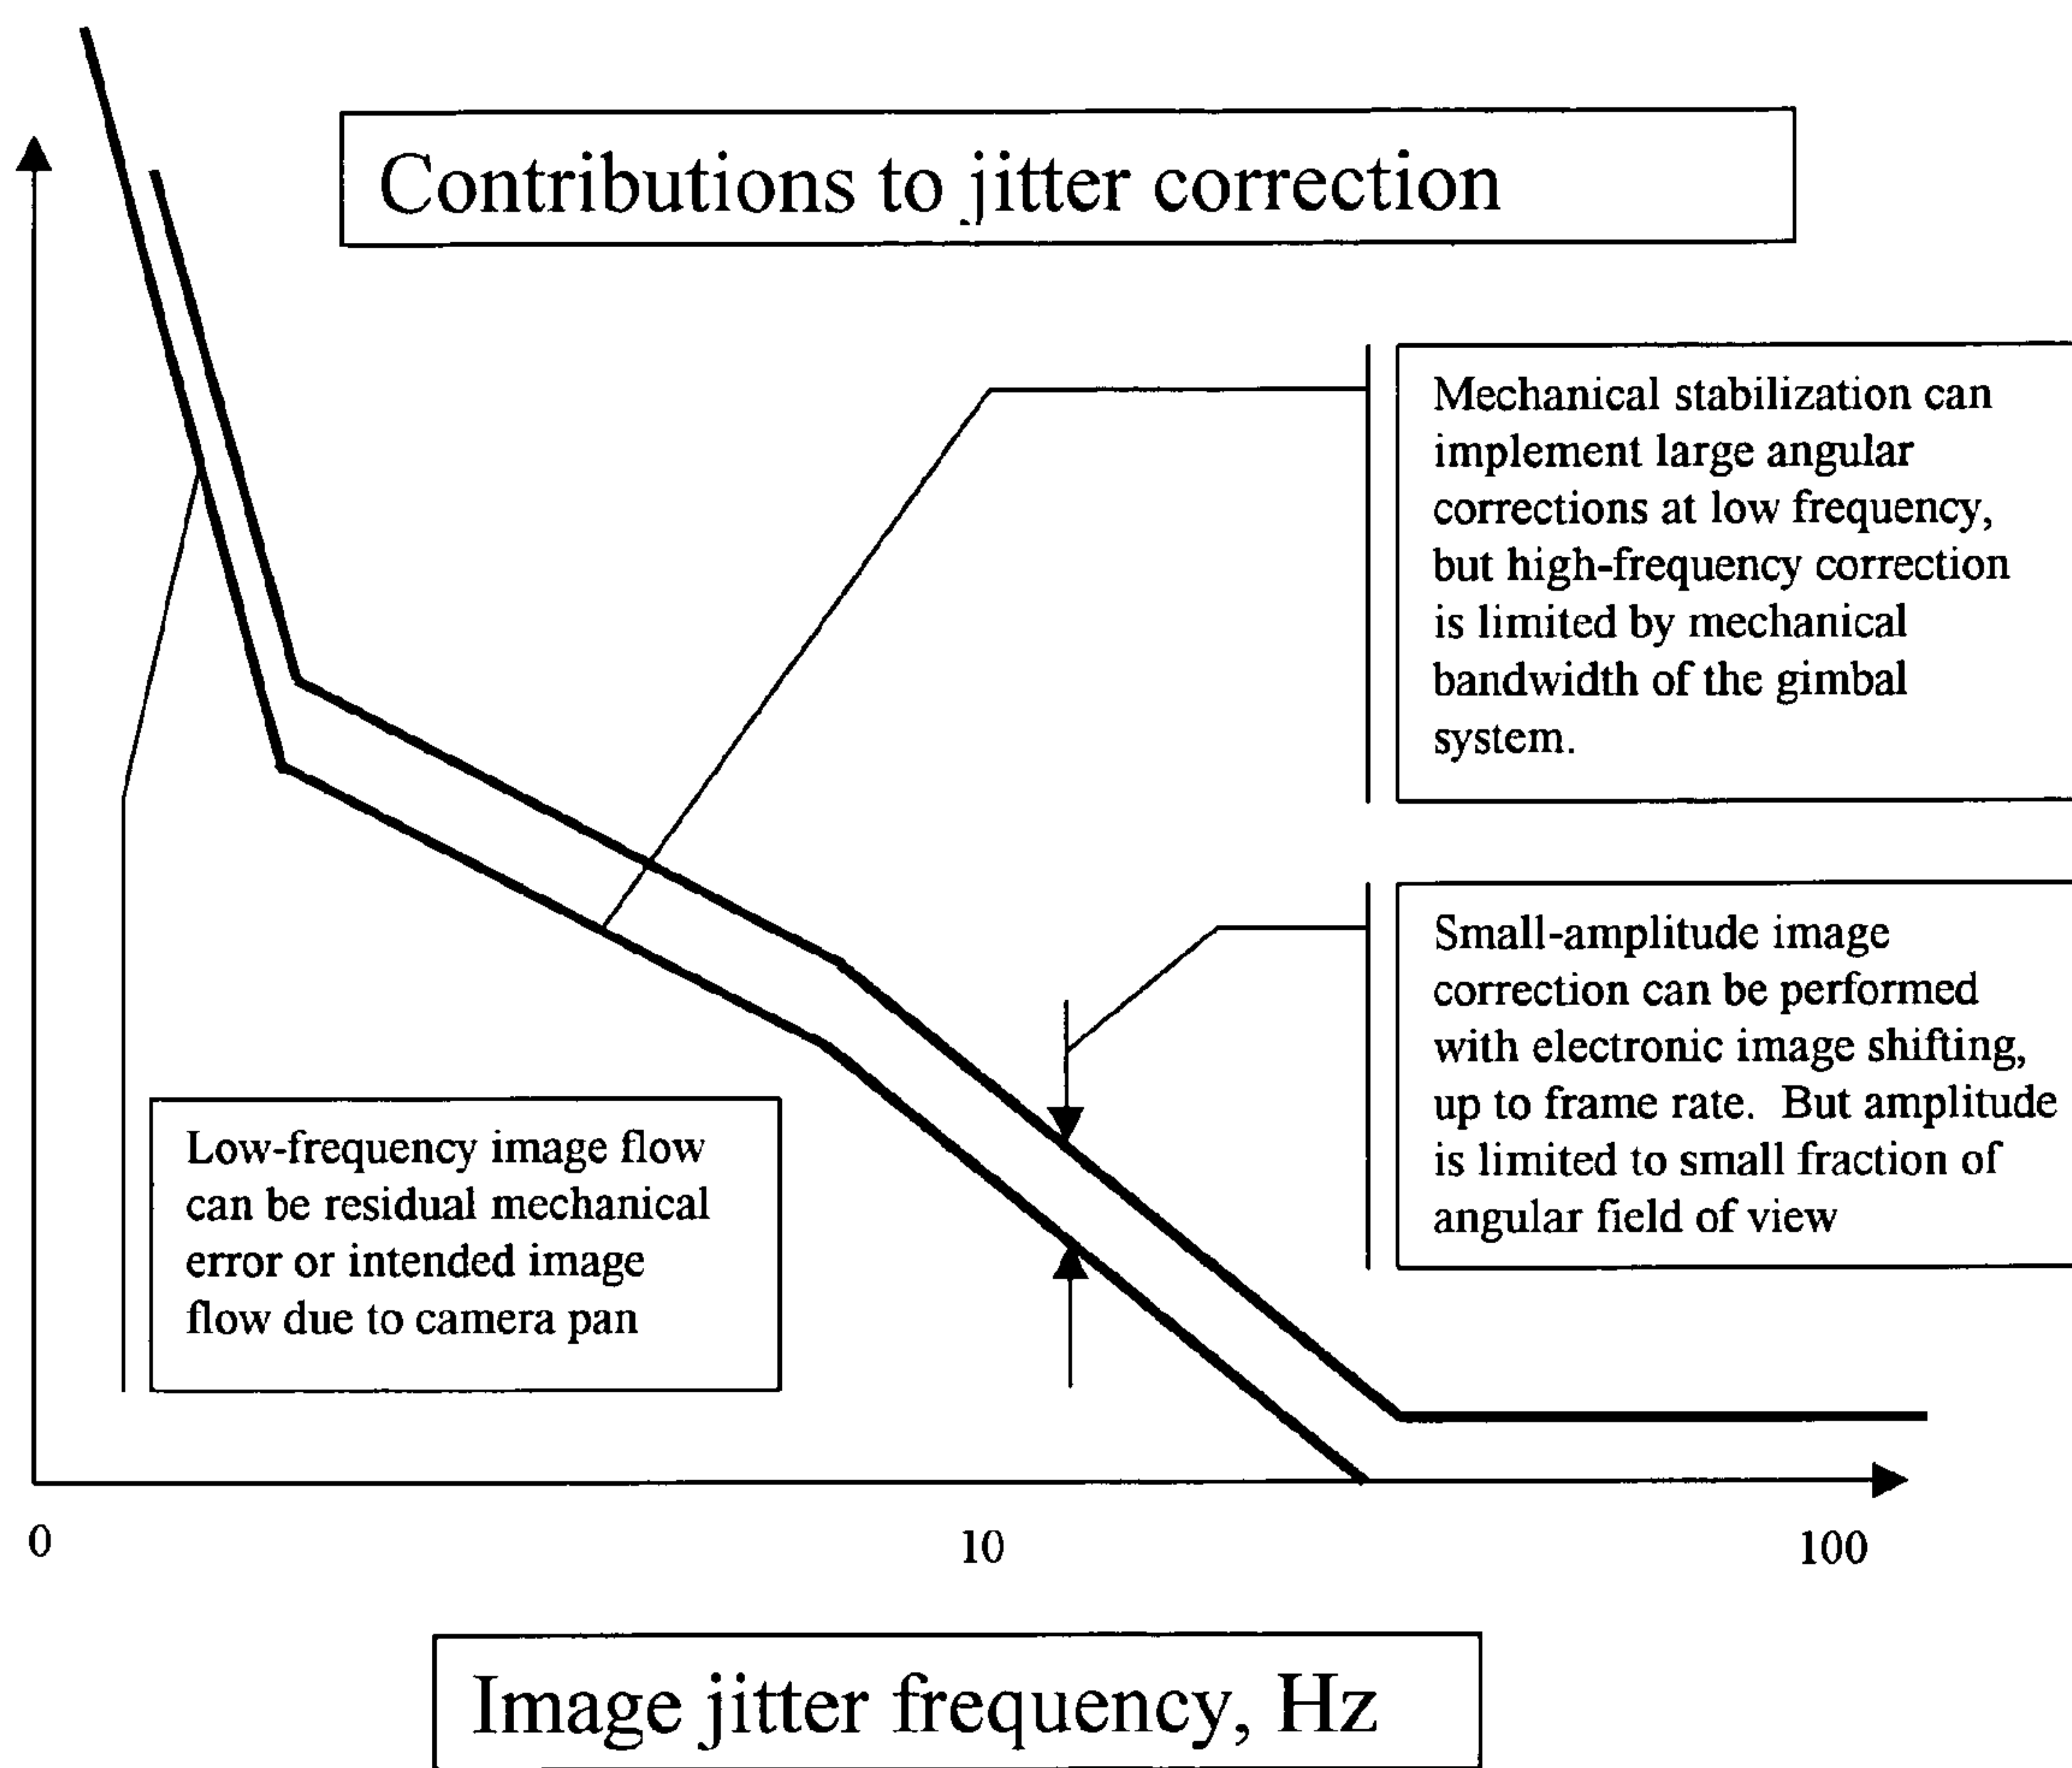 Contributions to jitter correction
Mechanical stabilization can
implement large angular
corrections at low frequency,
but high-frequency correction
is limited by mechanical
bandwidth of the gimbal
system.
Small-amplitude image
correction can be performed
with electronic image shifting,
up to frame rate.  But amplitude
is limited to small fraction of
angular field of view
Low-frequency image flow
can be residual mechanical
error or intended image
flow due to camera pan
0
10
100
Image jitter frequency, Hz